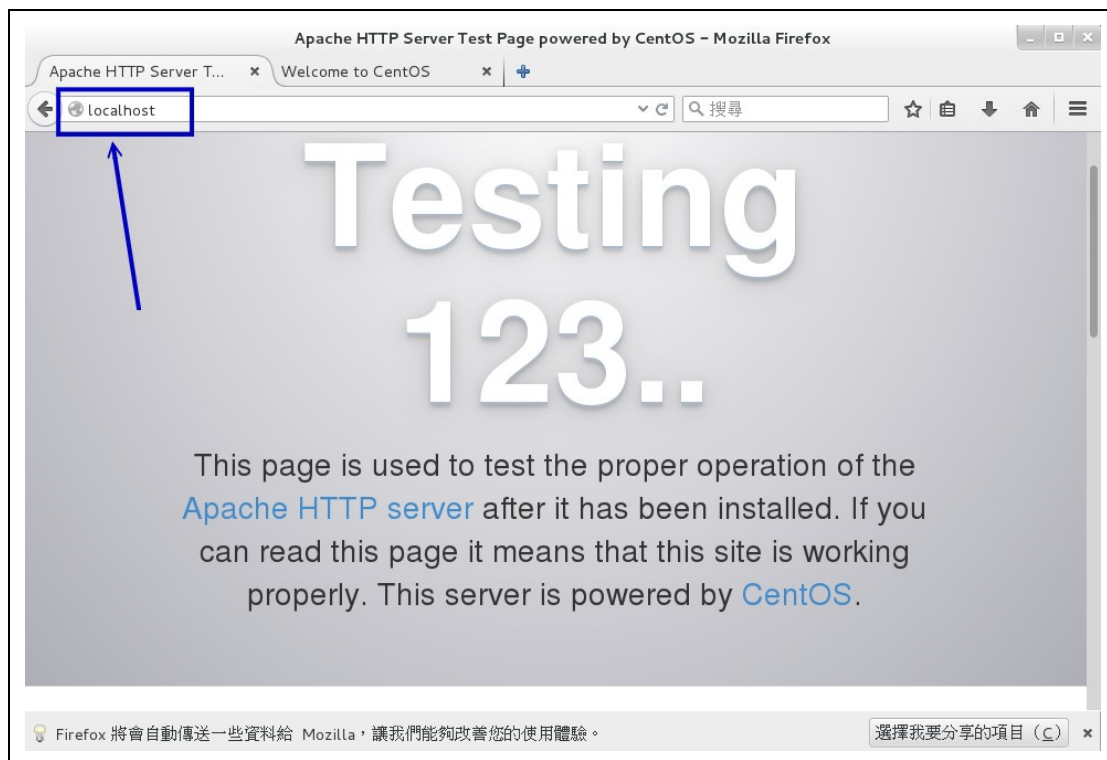 Apache HTTP Server Test Page powered by CentOS – Mozilla Firefox
Apache HTTP Server T...
Welcome to CentOS
localhost
搜尋
Testing
123..
This page is used to test the proper operation of the
Apache HTTP server after it has been installed. If you
can read this page it means that this site is working
properly. This server is powered by CentOS.
Firefox 將會自動傳送一些資料給 Mozilla，讓我們能夠改善您的使用體驗。
選擇我要分享的項目（C）